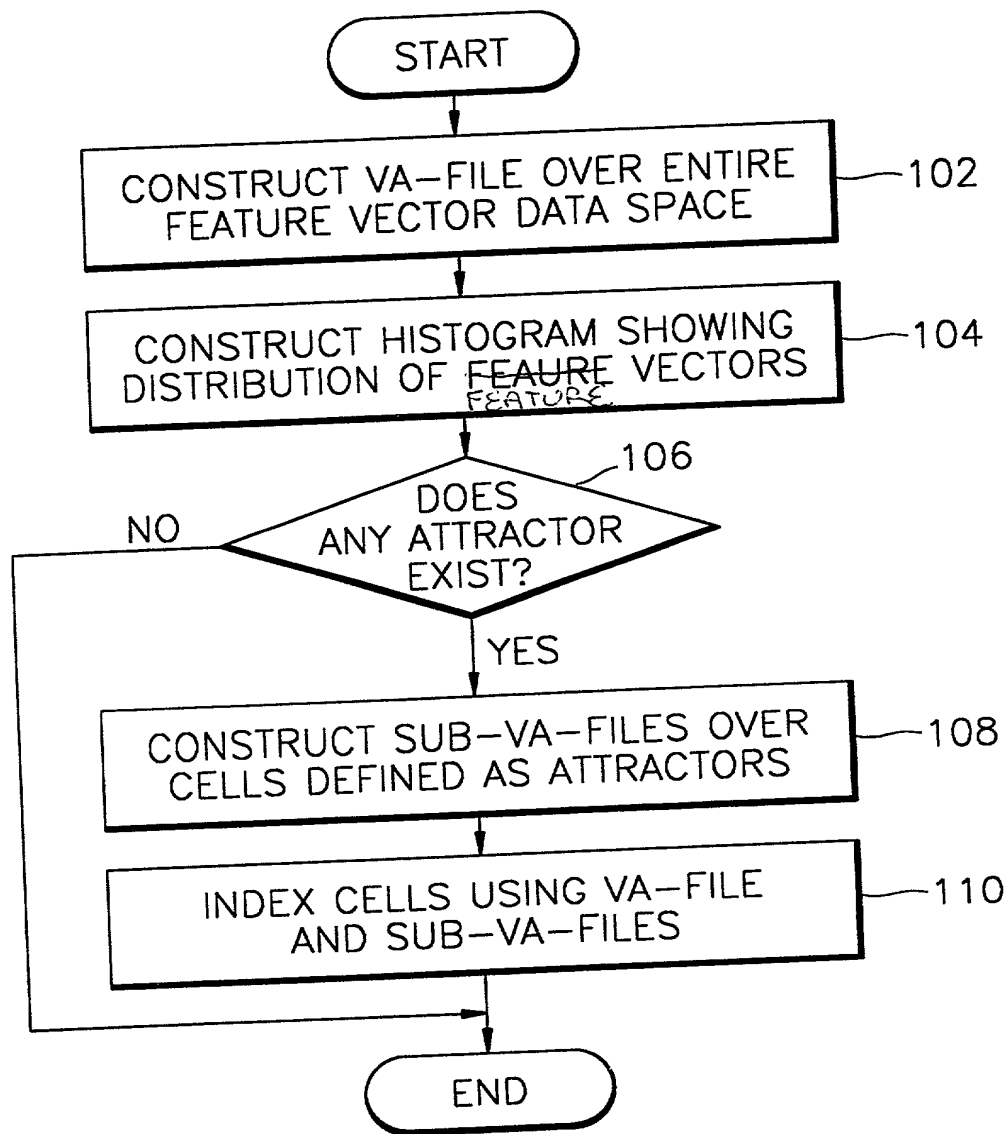 START
CONSTRUCT VA-FILE OVER ENTIRE
FEATURE VECTOR DATA SPACE
102
CONSTRUCT HISTOGRAM SHOWING
DISTRIBUTION OF FEAURE VECTORS
FEATURE
104
106
DOES
ANY ATTRACTOR
EXIST?
NO
YES
CONSTRUCT SUB-VA-FILES OVER
CELLS DEFINED AS ATTRACTORS
108
INDEX CELLS USING VA-FILE
AND SUB-VA-FILES
110
END